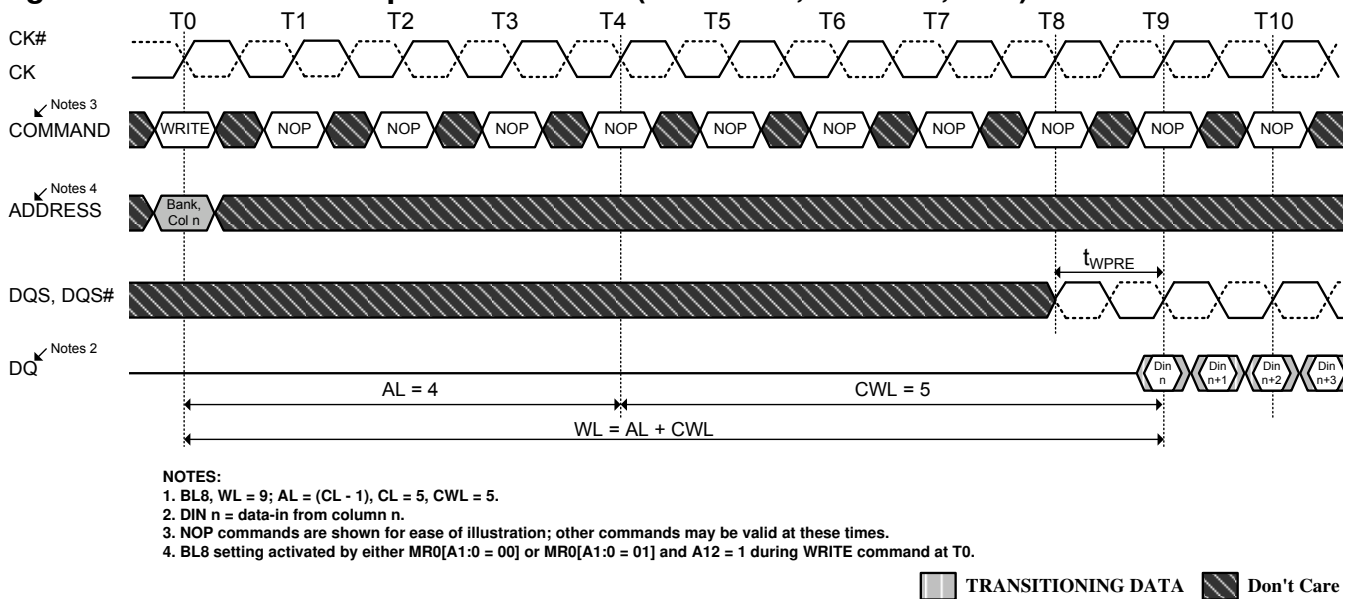 T0 T1 T2 T3 T4 T5 T6 T7 T8 T9 T10
CK#
CK
Notes 3
COMMAND WRITE NOP NOP NOP NOP NOP NOP NOP NOP NOP NOP
Notes 4
ADDRESS
Bank,
Col n
tWPRE
DQS, DQS#
Notes 2
DQ
Din Din Din Din
n n+1 n+2 n+3
AL = 4 CWL = 5
WL = AL + CWL
NOTES:
1. BL8, WL = 9; AL = (CL - 1), CL = 5, CWL = 5.
2. DIN n = data-in from column n.
3. NOP commands are shown for ease of illustration; other commands may be valid at these times.
4. BL8 setting activated by either MR0[A1:0 = 00] or MR0[A1:0 = 01] and A12 = 1 during WRITE command at T0.
TRANSITIONING DATA Don't Care